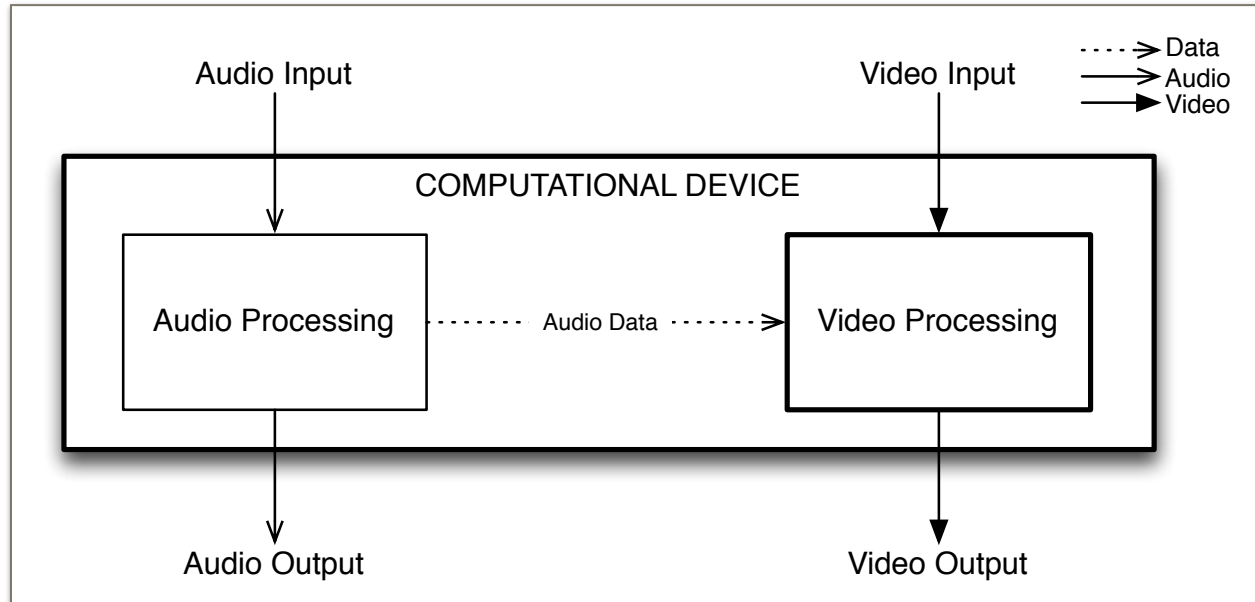 Audio Input
Video Input
Data
Audio
Video
COMPUTATIONAL DEVICE
Audio Processing
Audio Data
Video Processing
Audio Output
Video Output